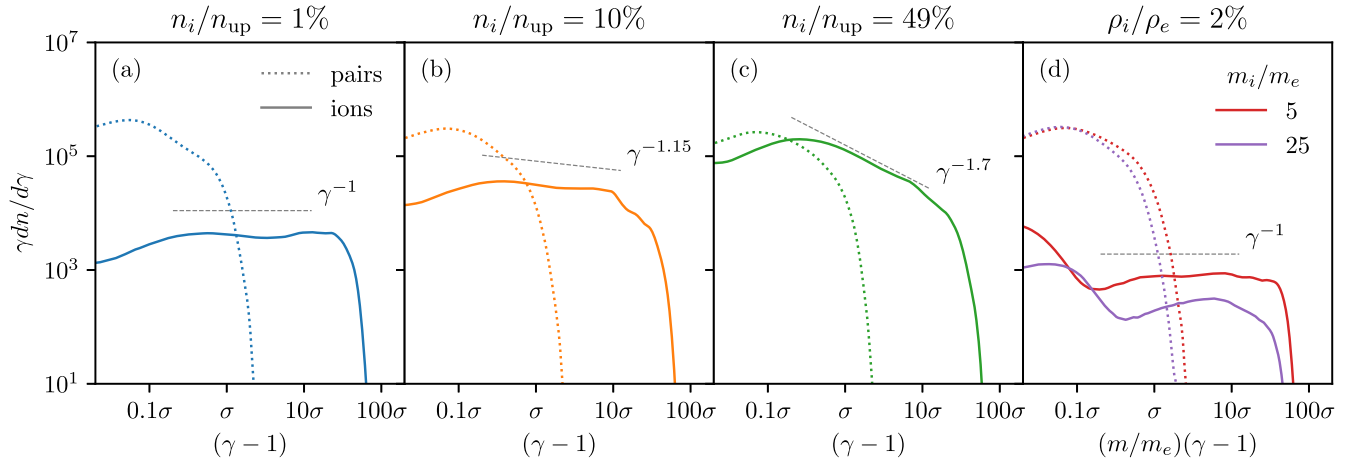 n_i/n_up = 1%
n_i/n_up = 10%
n_i/n_up = 49%
ρ_i/ρ_e = 2%
γdn/dγ
10^7
10^5
10^3
10^1
(a)
pairs
ions
γ^−1
0.1σ σ 10σ 100σ
(γ − 1)
(b)
γ^−1.15
0.1σ σ 10σ 100σ
(γ − 1)
(c)
γ^−1.7
0.1σ σ 10σ 100σ
(γ − 1)
(d)
m_i/m_e
5
25
γ^−1
0.1σ σ 10σ 100σ
(m/m_e)(γ − 1)